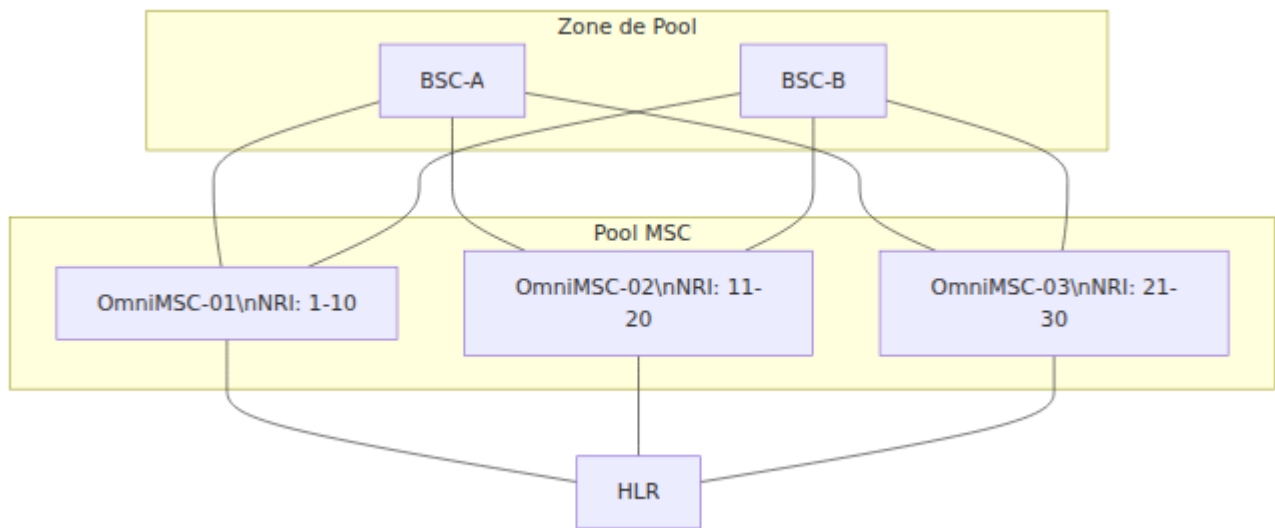 Zone de Pool
BSC-A
BSC-B
Pool MSC
OmniMSC-01\nNRI: 1-10
OmniMSC-02\nNRI: 11-
20
OmniMSC-03\nNRI: 21-
30
HLR